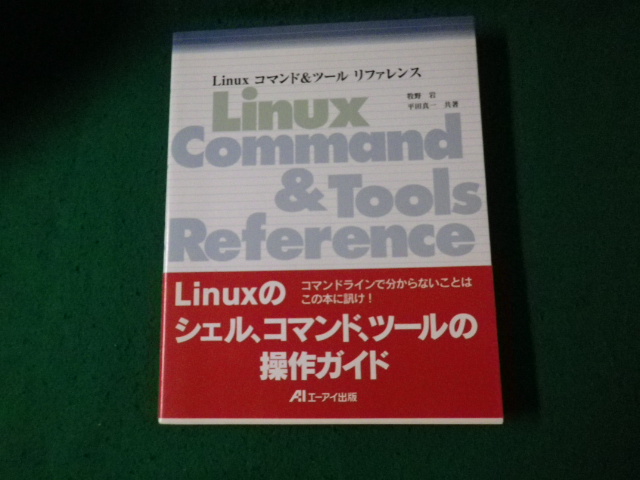 Linux コマンド&ツール リファレンス
牧野 岩
平田真一 共著
Linux
Command
& Tools
Reference
Linuxの
コマンドラインで分からないことは
この本に訊け！
シェル、コマンド、ツールの
操作ガイド
AI エーアイ出版